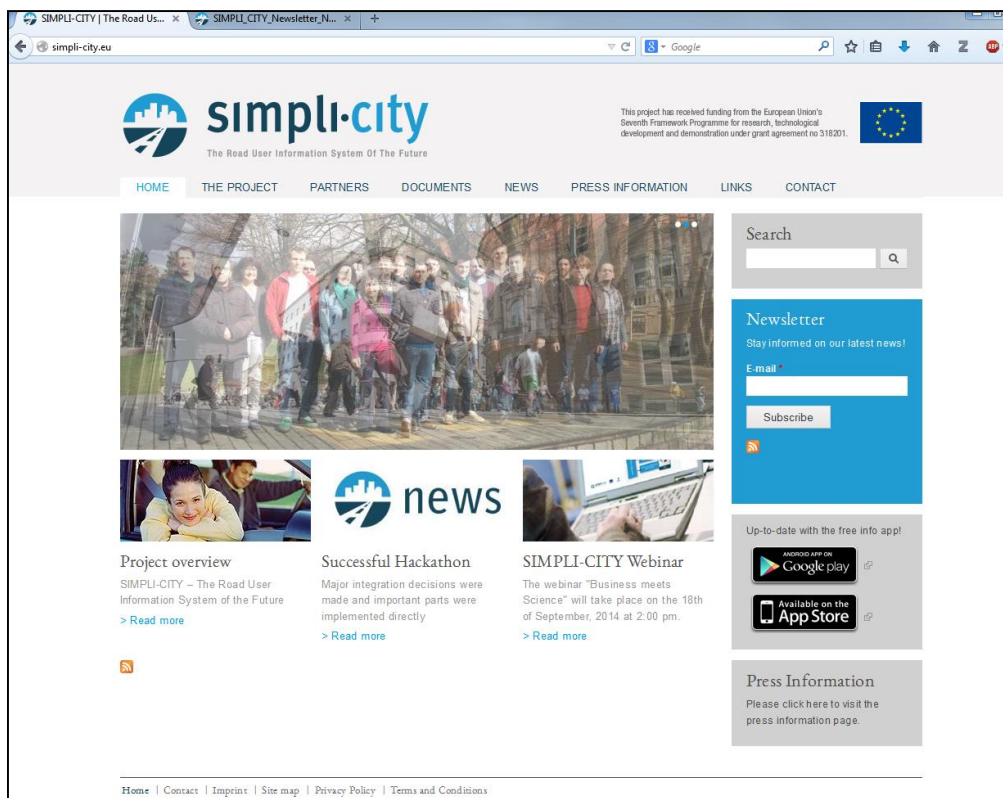 SIMPLI-CITY | The Road Us... ×
SIMPLI_CITY_Newsletter_N... × +
simpli-city.eu
8 Google
Z ABP
simpli·city
The Road User Information System Of The Future
This project has received funding from the European Union's
Seventh Framework Programme for research, technological
development and demonstration under grant agreement no 318201.
HOME THE PROJECT PARTNERS DOCUMENTS NEWS PRESS INFORMATION LINKS CONTACT
Search
Newsletter
Stay informed on our latest news!
E-mail *
Subscribe
news
Project overview
SIMPLI-CITY – The Road User
Information System of the Future
> Read more
Successful Hackathon
Major integration decisions were
made and important parts were
implemented directly
> Read more
SIMPLI-CITY Webinar
The webinar "Business meets
Science" will take place on the 18th
of September, 2014 at 2:00 pm.
> Read more
Up-to-date with the free info app!
ANDROID APP ON
Google play
Available on the
App Store
Press Information
Please click here to visit the
press information page.
Home | Contact | Imprint | Site map | Privacy Policy | Terms and Conditions